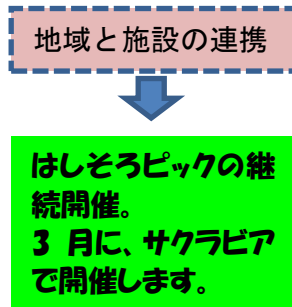 地域と施設の連携
はしそろピックの継
続開催。
3 月に、サクラビア
で開催します。